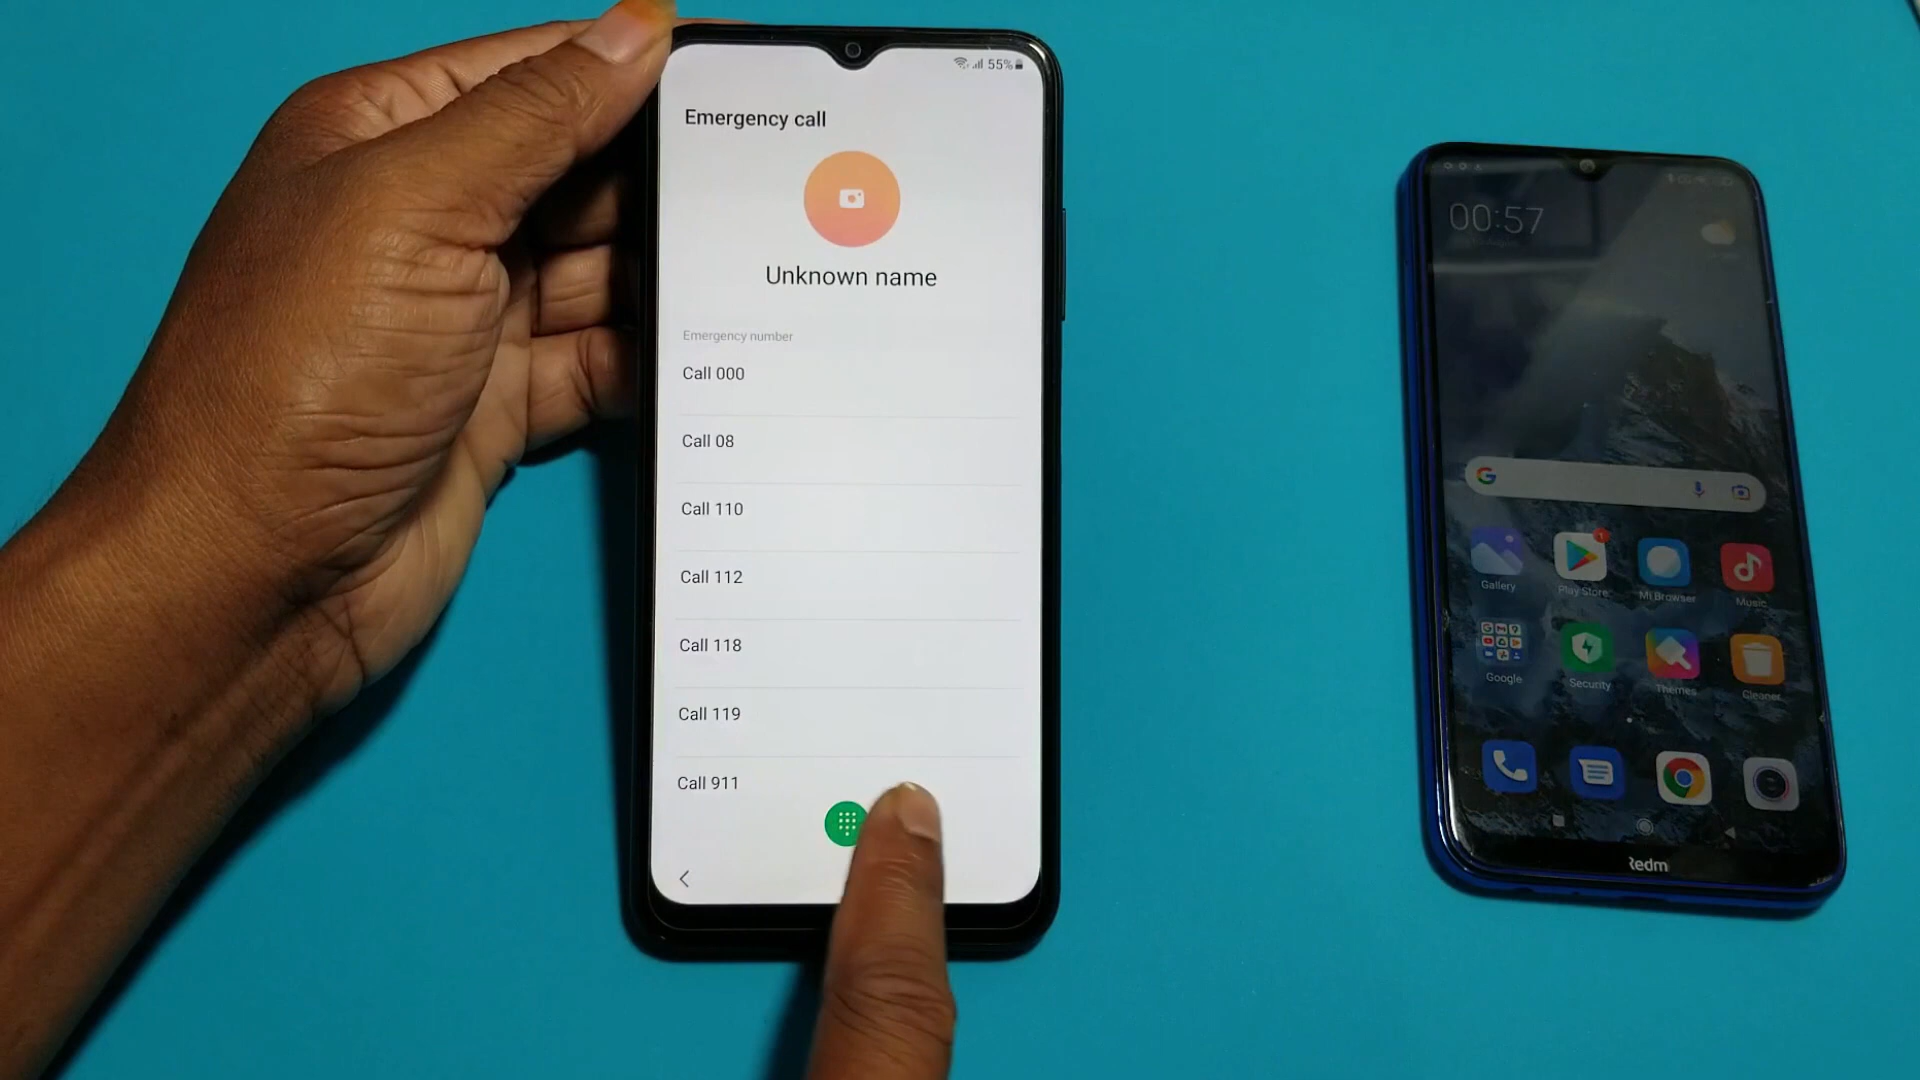 55%
Emergency call
Unknown name
Emergency number
Call 000
Call 08
Call 110
Call 112
Call 118
Call 119
Call 911
00:57
Gallery
Play Store
Mi Browser
Music
Google
Security
Themes
Cleaner
Redm